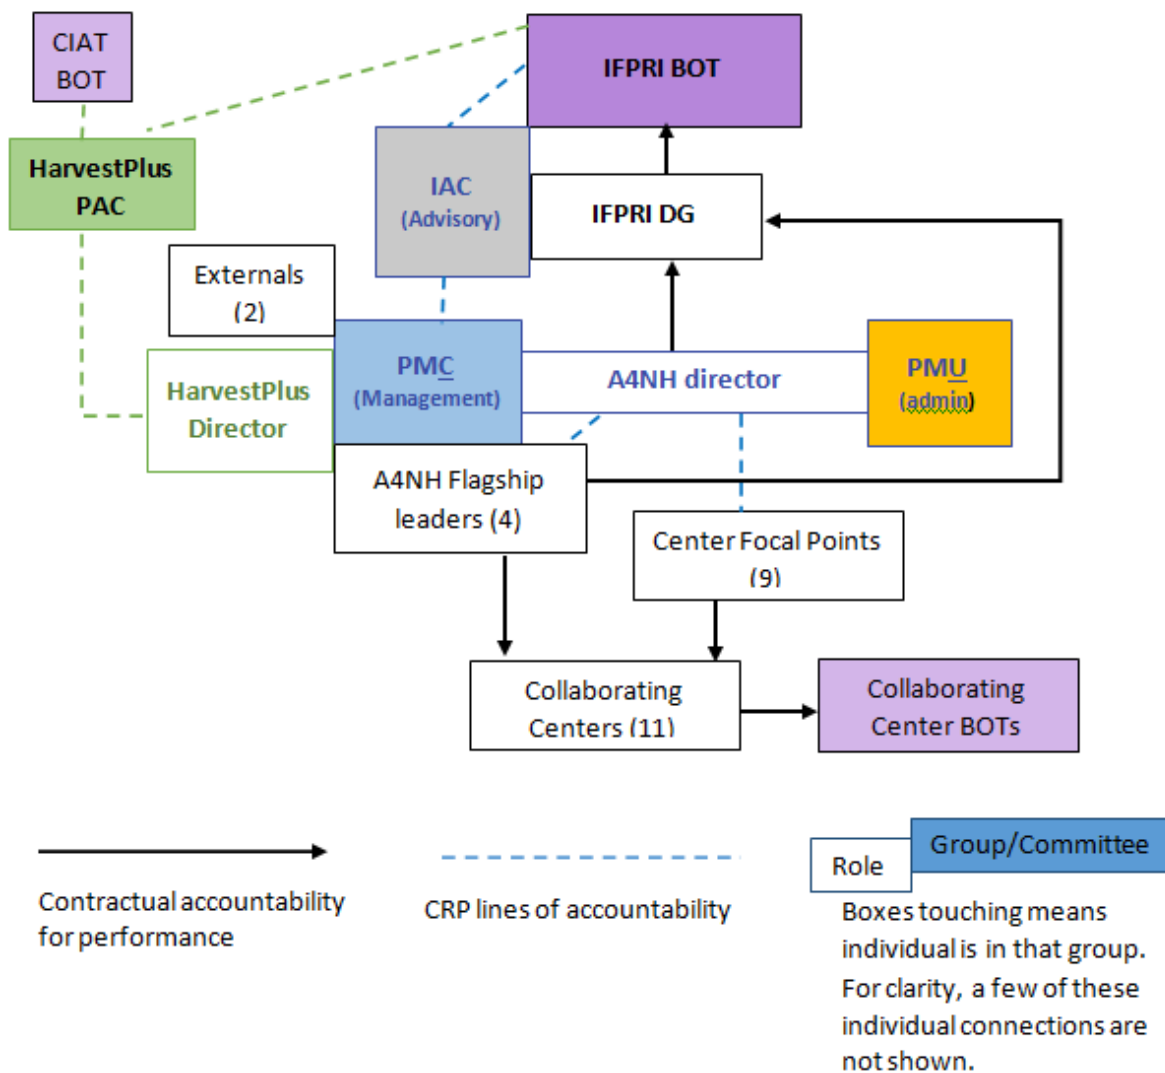 CIAT
BOT
IFPRI BOT
HarvestPlus
PAC
IAC
(Advisory)
IFPRI DG
Externals
(2)
HarvestPlus
Director
PMC
(Management)
A4NH director
PMU
(admin)
A4NH Flagship
leaders (4)
Center Focal Points
(9)
Collaborating
Centers (11)
Collaborating
Center BOTs
Contractual accountability
for performance
CRP lines of accountability
Role
Group/Committee
Boxes touching means
individual is in that group.
For clarity, a few of these
individual connections are
not shown.